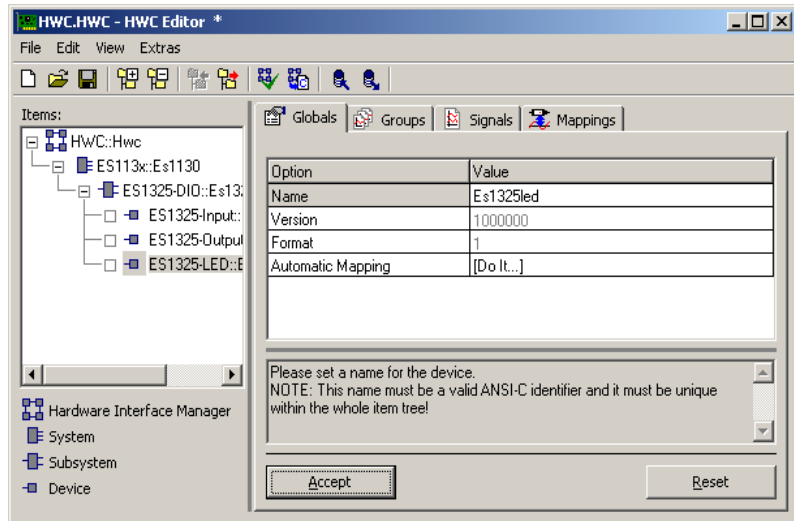 HWC.HWC - HWC Editor *
File Edit View Extras
Items:
HWC::Hwc
ES113x::Es1130
ES1325-DIO::Es13
ES1325-Input::
ES1325-Output
ES1325-LED::E
Hardware Interface Manager
System
Subsystem
Device
Globals Groups Signals Mappings
Option Value
Name Es1325led
Version 1000000
Format 1
Automatic Mapping [Do It...]
Please set a name for the device.
NOTE: This name must be a valid ANSI-C identifier and it must be unique
within the whole item tree!
Accept Reset